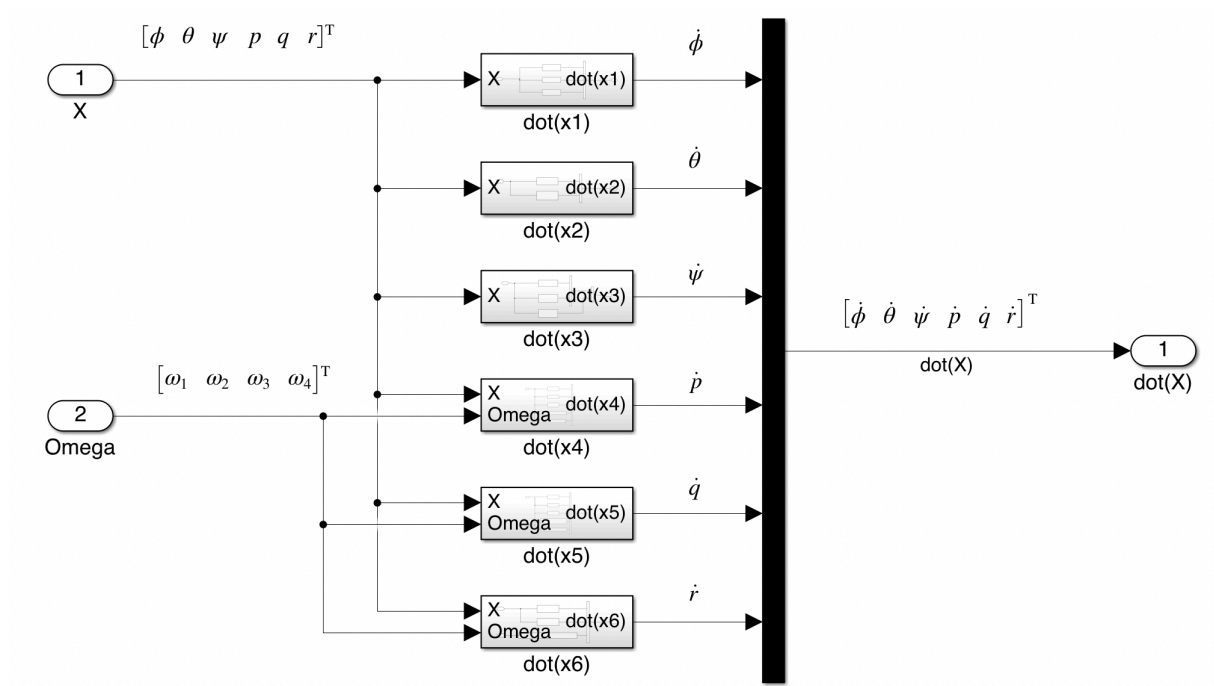 [ϕ θ ψ p q r]ᵀ
1
X
X dot(x1)
dot(x1)
ϕ̇
X dot(x2)
dot(x2)
θ̇
X dot(x3)
dot(x3)
ψ̇
[ϕ̇ θ̇ ψ̇ ṗ q̇ ṙ]ᵀ
dot(X)
1
dot(X)
[ω₁ ω₂ ω₃ ω₄]ᵀ
2
Omega
X
Omega
dot(x4)
dot(x4)
ṗ
X
Omega
dot(x5)
dot(x5)
q̇
X
Omega
dot(x6)
dot(x6)
ṙ